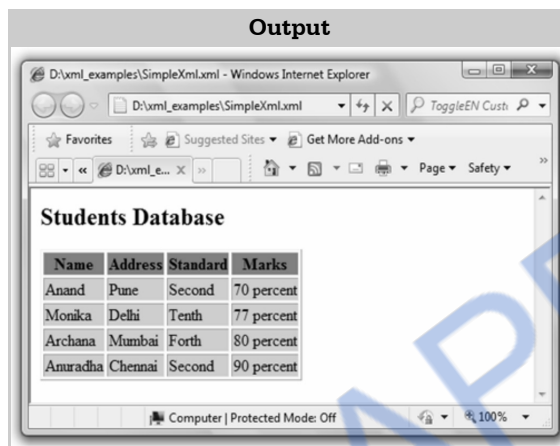 Output
D:\xml_examples\SimpleXml.xml - Windows Internet Explorer
D:\xml_examples\SimpleXml.xml ToggleEN Cust
Favorites Suggested Sites Get More Add-ons
D:\xml_e... Page Safety
Students Database
Name Address Standard Marks
Anand Pune Second 70 percent
Monika Delhi Tenth 77 percent
Archana Mumbai Forth 80 percent
Anuradha Chennai Second 90 percent
Computer | Protected Mode: Off 100%